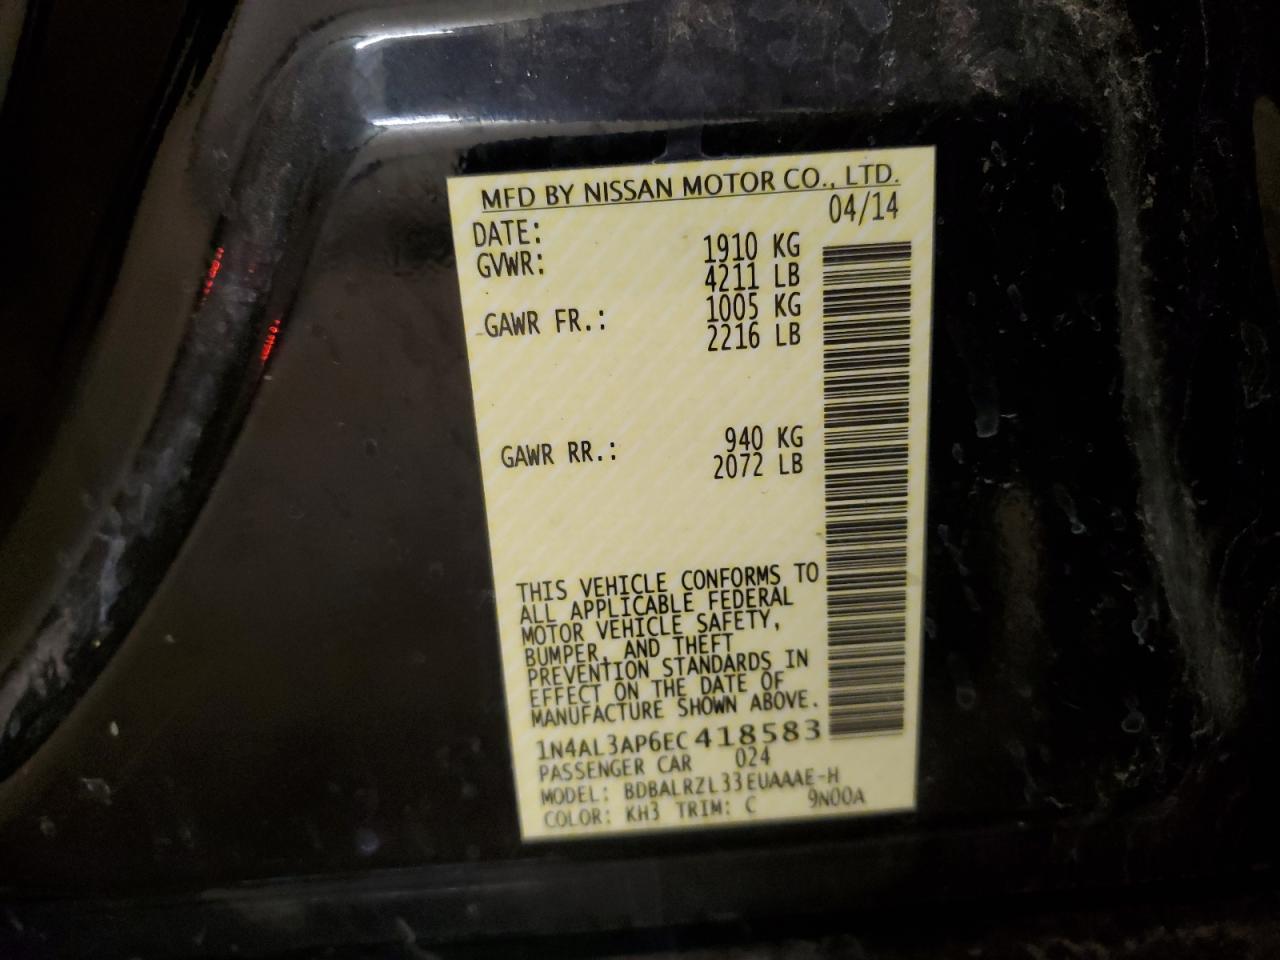 MFD BY NISSAN MOTOR CO., LTD.
DATE: 04/14
GVWR: 1910 KG
4211 LB
GAWR FR.: 1005 KG
2216 LB
GAWR RR.: 940 KG
2072 LB
THIS VEHICLE CONFORMS TO
ALL APPLICABLE FEDERAL
MOTOR VEHICLE SAFETY,
BUMPER, AND THEFT
PREVENTION STANDARDS IN
EFFECT ON THE DATE OF
MANUFACTURE SHOWN ABOVE.
1N4AL3AP6EC418583
PASSENGER CAR 024
MODEL: BDBALRZL33EUAAAE-H
COLOR: KH3 TRIM: C 9N00A